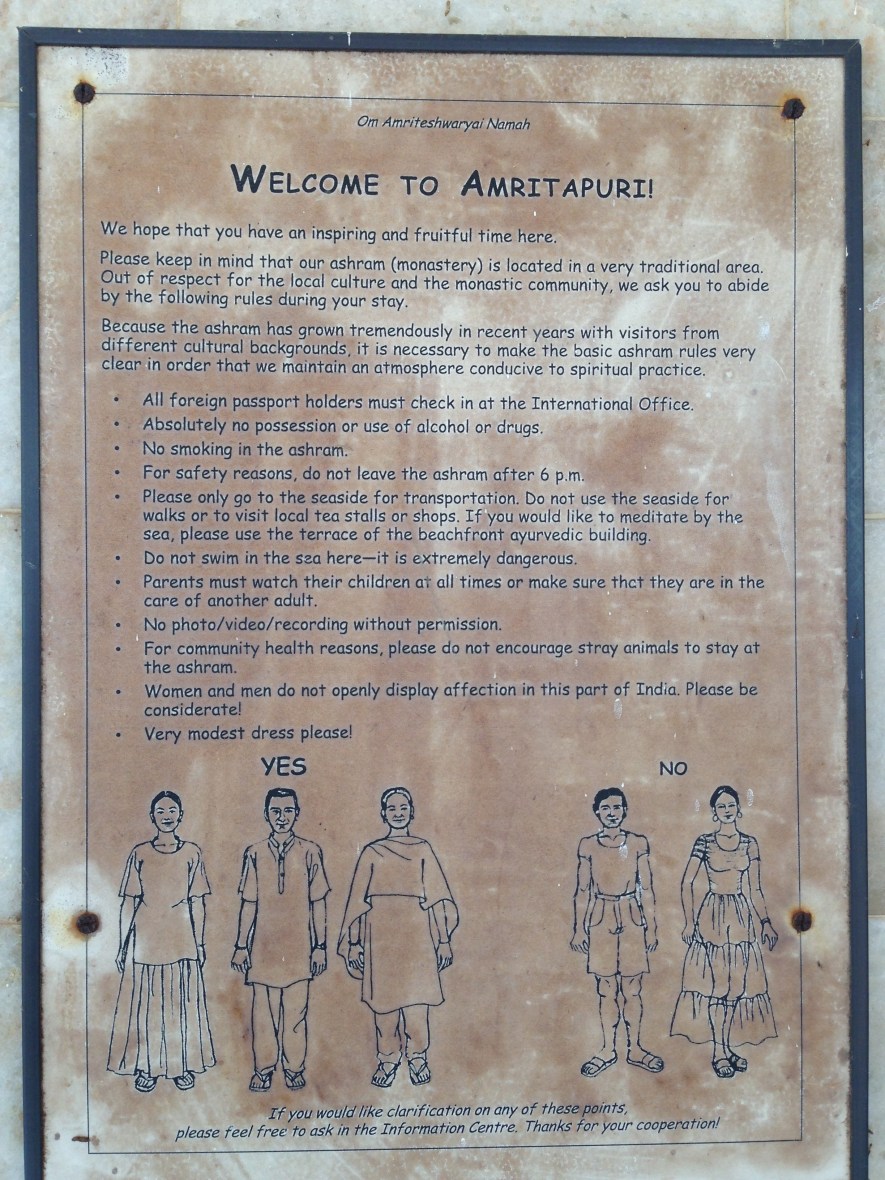 Om Amriteshwaryai Namah
WELCOME TO AMRITAPURI!
We hope that you have an inspiring and fruitful time here.
Please keep in mind that our ashram (monastery) is located in a very traditional area.
Out of respect for the local culture and the monastic community, we ask you to abide
by the following rules during your stay.
Because the ashram has grown tremendously in recent years with visitors from
different cultural backgrounds, it is necessary to make the basic ashram rules very
clear in order that we maintain an atmosphere conducive to spiritual practice.
• All foreign passport holders must check in at the International Office.
• Absolutely no possession or use of alcohol or drugs.
• No smoking in the ashram.
• For safety reasons, do not leave the ashram after 6 p.m.
• Please only go to the seaside for transportation. Do not use the seaside for
walks or to visit local tea stalls or shops. If you would like to meditate by the
sea, please use the terrace of the beachfront ayurvedic building.
• Do not swim in the sea here—it is extremely dangerous.
• Parents must watch their children at all times or make sure that they are in the
care of another adult.
• No photo/video/recording without permission.
• For community health reasons, please do not encourage stray animals to stay at
the ashram.
• Women and men do not openly display affection in this part of India. Please be
considerate!
• Very modest dress please!
YES
NO
If you would like clarification on any of these points,
please feel free to ask in the Information Centre. Thanks for your cooperation!